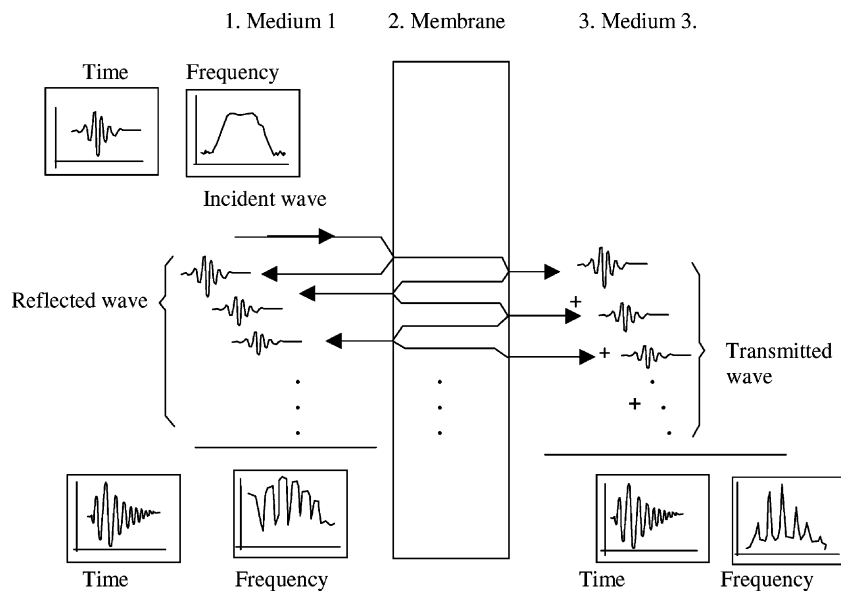 1. Medium 1 2. Membrane 3. Medium 3.
Time Frequency
Incident wave
Reflected wave
+
+
+
Transmitted
wave
Time Frequency Time Frequency